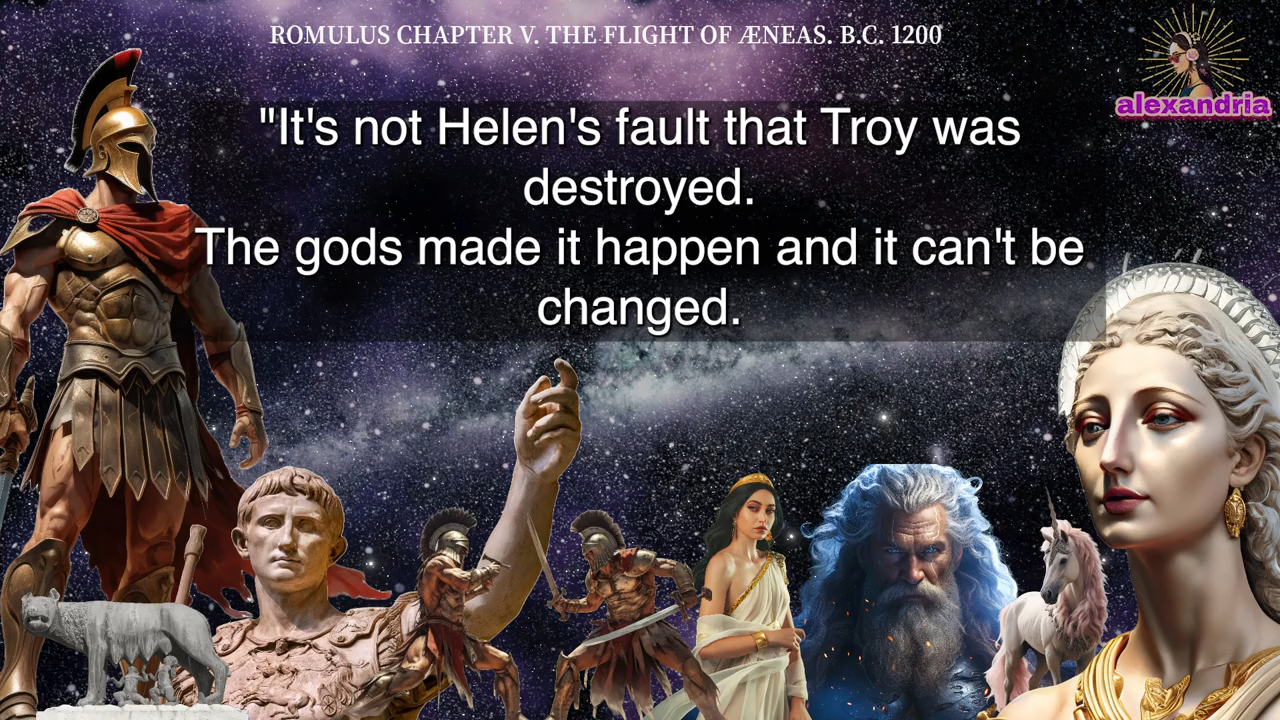 ROMULUS CHAPTER V. THE FLIGHT OF ÆNEAS. B.C. 1200
alexandria
"It's not Helen's fault that Troy was
destroyed.
The gods made it happen and it can't be
changed.